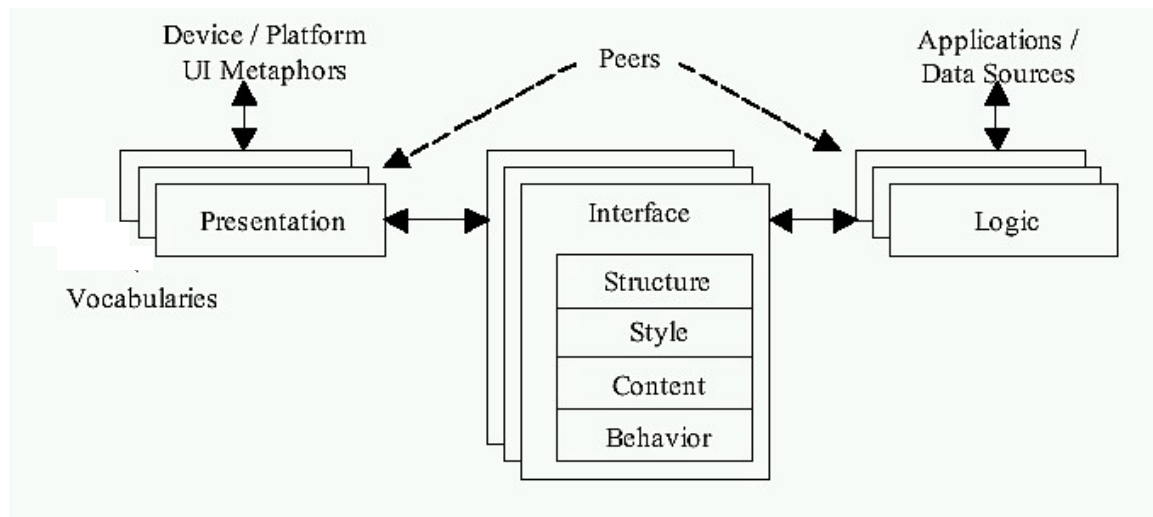 Device / Platform
UI Metaphors
Peers
Applications /
Data Sources
Presentation
Interface
Logic
Vocabularies
Structure
Style
Content
Behavior